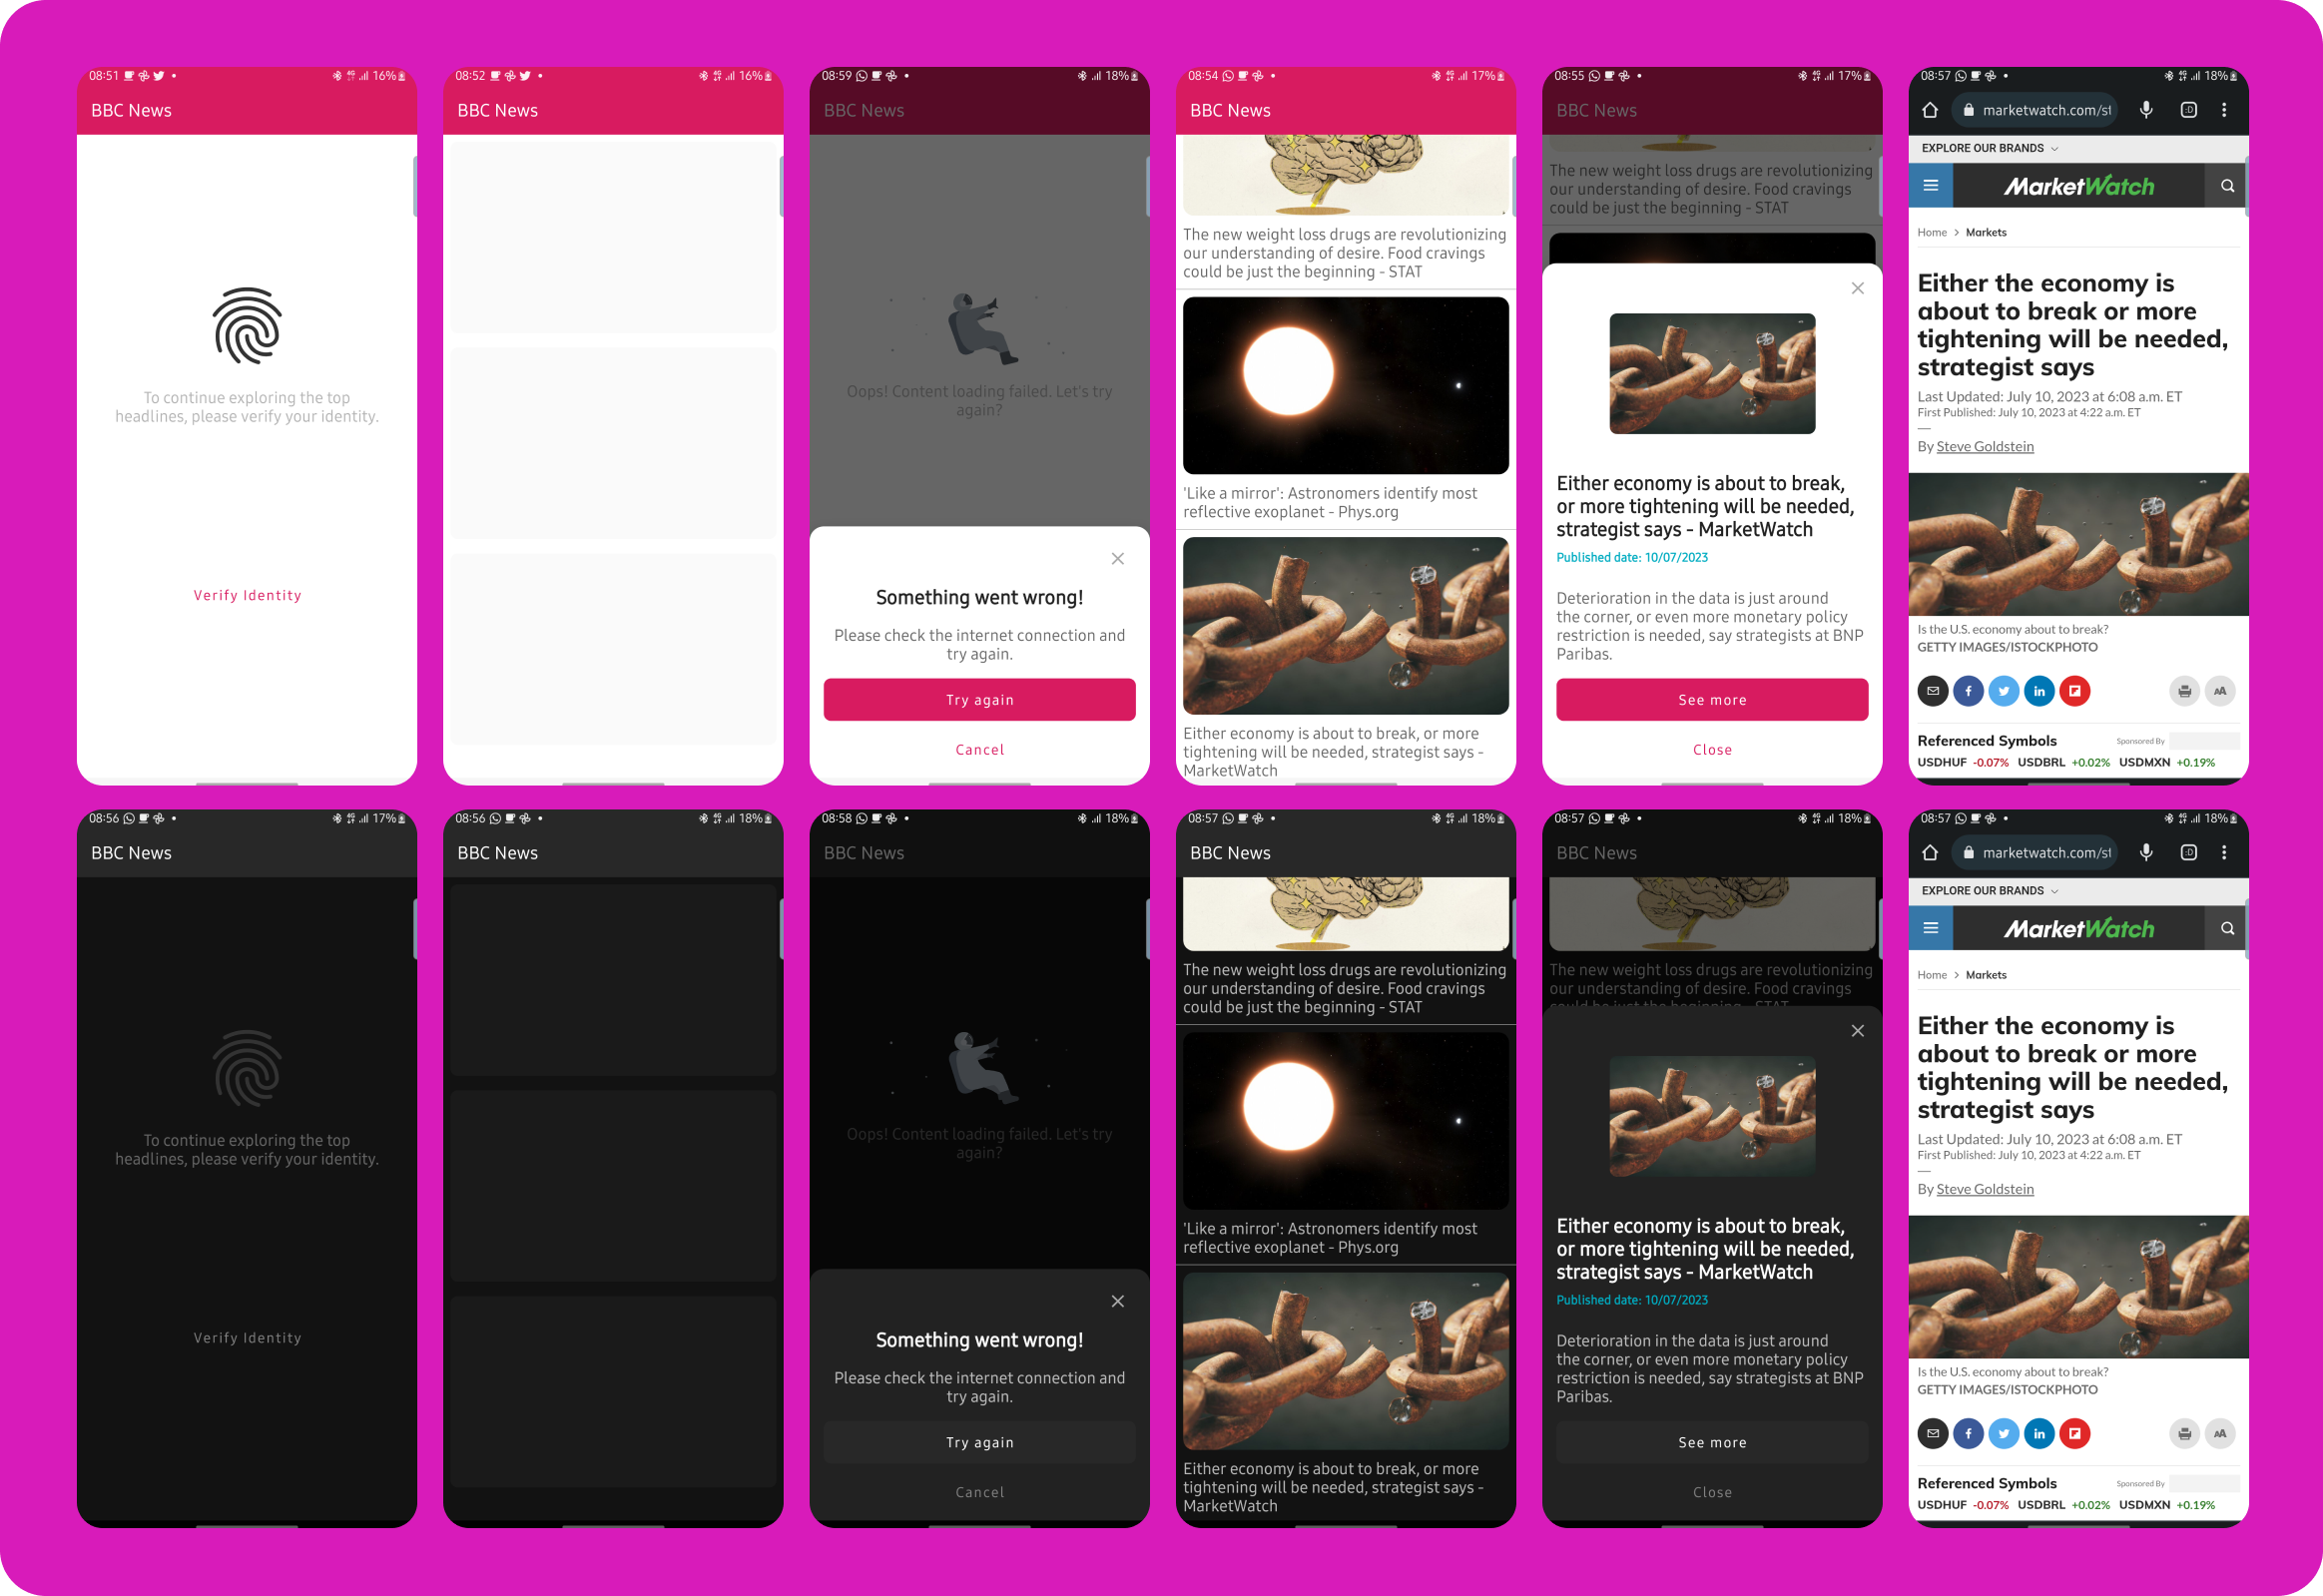 08:51
16%
BBC News
To continue exploring the top
headlines, please verify your identity.
Verify Identity
08:52
16%
BBC News
08:59
18%
BBC News
Oops! Content loading failed. Let's try
again?
Something went wrong!
Please check the internet connection and
try again.
Try again
Cancel
08:54
17%
BBC News
The new weight loss drugs are revolutionizing
our understanding of desire. Food cravings
could be just the beginning - STAT
'Like a mirror': Astronomers identify most
reflective exoplanet - Phys.org
Either economy is about to break, or more
tightening will be needed, strategist says -
MarketWatch
08:55
17%
BBC News
The new weight loss drugs are revolutionizing
our understanding of desire. Food cravings
could be just the beginning - STAT
Either economy is about to break,
or more tightening will be needed,
strategist says - MarketWatch
Published date: 10/07/2023
Deterioration in the data is just around
the corner, or even more monetary policy
restriction is needed, say strategists at BNP
Paribas.
See more
Close
08:57
18%
marketwatch.com/st
:D
EXPLORE OUR BRANDS
MarketWatch
Home > Markets
Either the economy is
about to break or more
tightening will be needed,
strategist says
Last Updated: July 10, 2023 at 6:08 a.m. ET
First Published: July 10, 2023 at 4:22 a.m. ET
By Steve Goldstein
Is the U.S. economy about to break?
GETTY IMAGES/ISTOCKPHOTO
AA
Referenced Symbols
Sponsored By
USDHUF -0.07% USDBRL +0.02% USDMXN +0.19%
08:56
17%
BBC News
To continue exploring the top
headlines, please verify your identity.
Verify Identity
08:56
18%
BBC News
08:58
18%
BBC News
Oops! Content loading failed. Let's try
again?
Something went wrong!
Please check the internet connection and
try again.
Try again
Cancel
08:57
18%
BBC News
The new weight loss drugs are revolutionizing
our understanding of desire. Food cravings
could be just the beginning - STAT
'Like a mirror': Astronomers identify most
reflective exoplanet - Phys.org
Either economy is about to break, or more
tightening will be needed, strategist says -
MarketWatch
08:57
18%
BBC News
The new weight loss drugs are revolutionizing
our understanding of desire. Food cravings
could be just the beginning - STAT
Either economy is about to break,
or more tightening will be needed,
strategist says - MarketWatch
Published date: 10/07/2023
Deterioration in the data is just around
the corner, or even more monetary policy
restriction is needed, say strategists at BNP
Paribas.
See more
Close
08:57
18%
marketwatch.com/st
:D
EXPLORE OUR BRANDS
MarketWatch
Home > Markets
Either the economy is
about to break or more
tightening will be needed,
strategist says
Last Updated: July 10, 2023 at 6:08 a.m. ET
First Published: July 10, 2023 at 4:22 a.m. ET
By Steve Goldstein
Is the U.S. economy about to break?
GETTY IMAGES/ISTOCKPHOTO
AA
Referenced Symbols
Sponsored By
USDHUF -0.07% USDBRL +0.02% USDMXN +0.19%